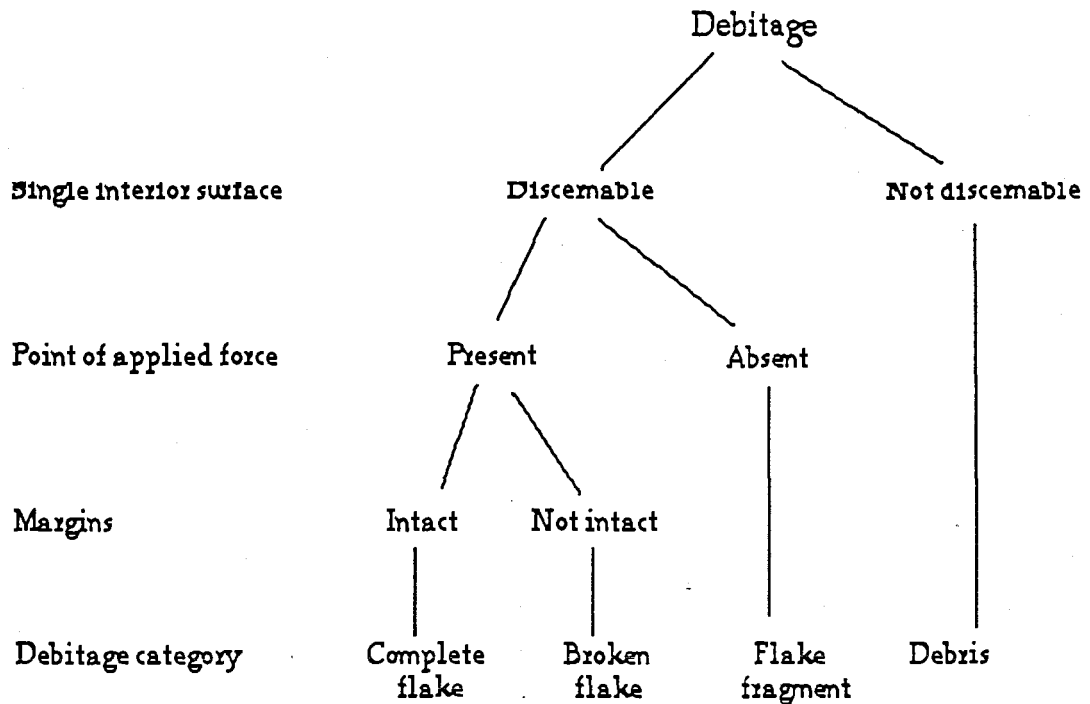 Debitage
Single interior surface Discernable Not discernable
Point of applied force Present Absent
Margins Intact Not intact
Debitage category Complete flake Broken flake Flake fragment Debris